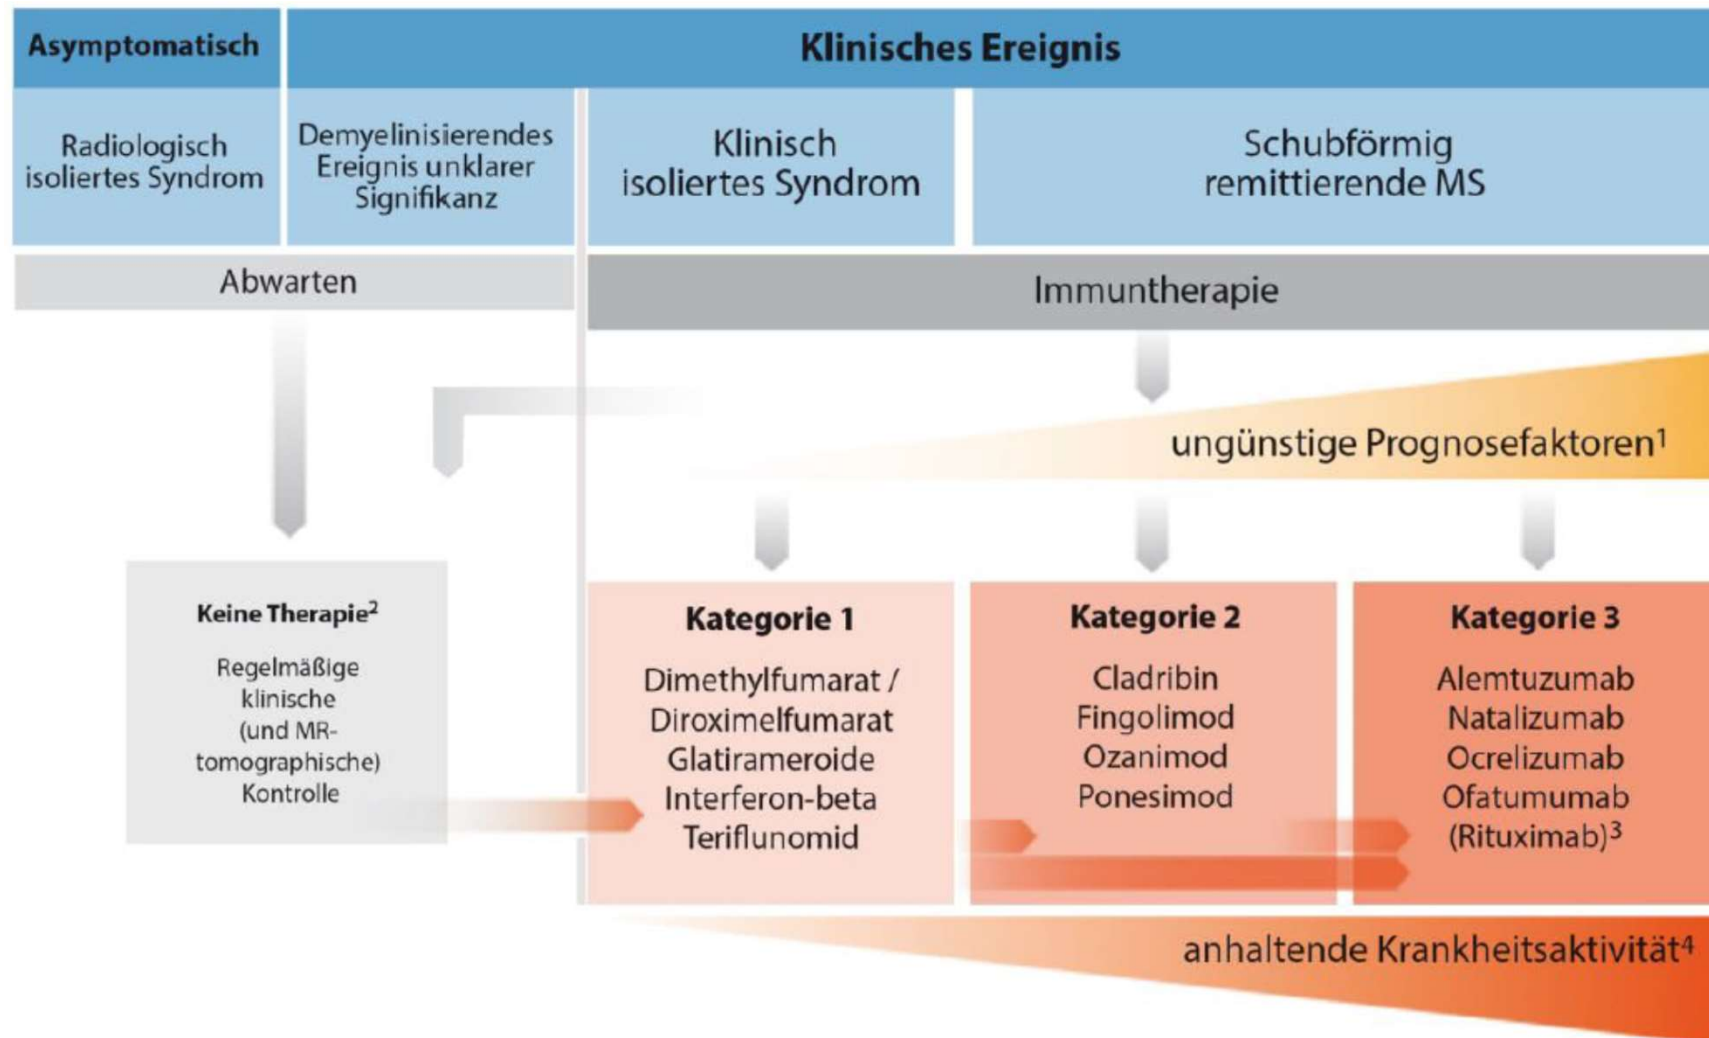 Asymptomatisch
Klinisches Ereignis
Radiologisch
isoliertes Syndrom
Demyelinisierendes
Ereignis unklarer
Signifikanz
Klinisch
isoliertes Syndrom
Schubförmig
remittierende MS
Abwarten
Immuntherapie
ungünstige Prognosefaktoren¹
Keine Therapie²
Regelmäßige
klinische
(und MR-
tomographische)
Kontrolle
Kategorie 1
Dimethylfumarat /
Diroximelfumarat
Glatirameroide
Interferon-beta
Teriflunomid
Kategorie 2
Cladribin
Fingolimod
Ozanimod
Ponesimod
Kategorie 3
Alemtuzumab
Natalizumab
Ocrelizumab
Ofatumumab
(Rituximab)³
anhaltende Krankheitsaktivität⁴